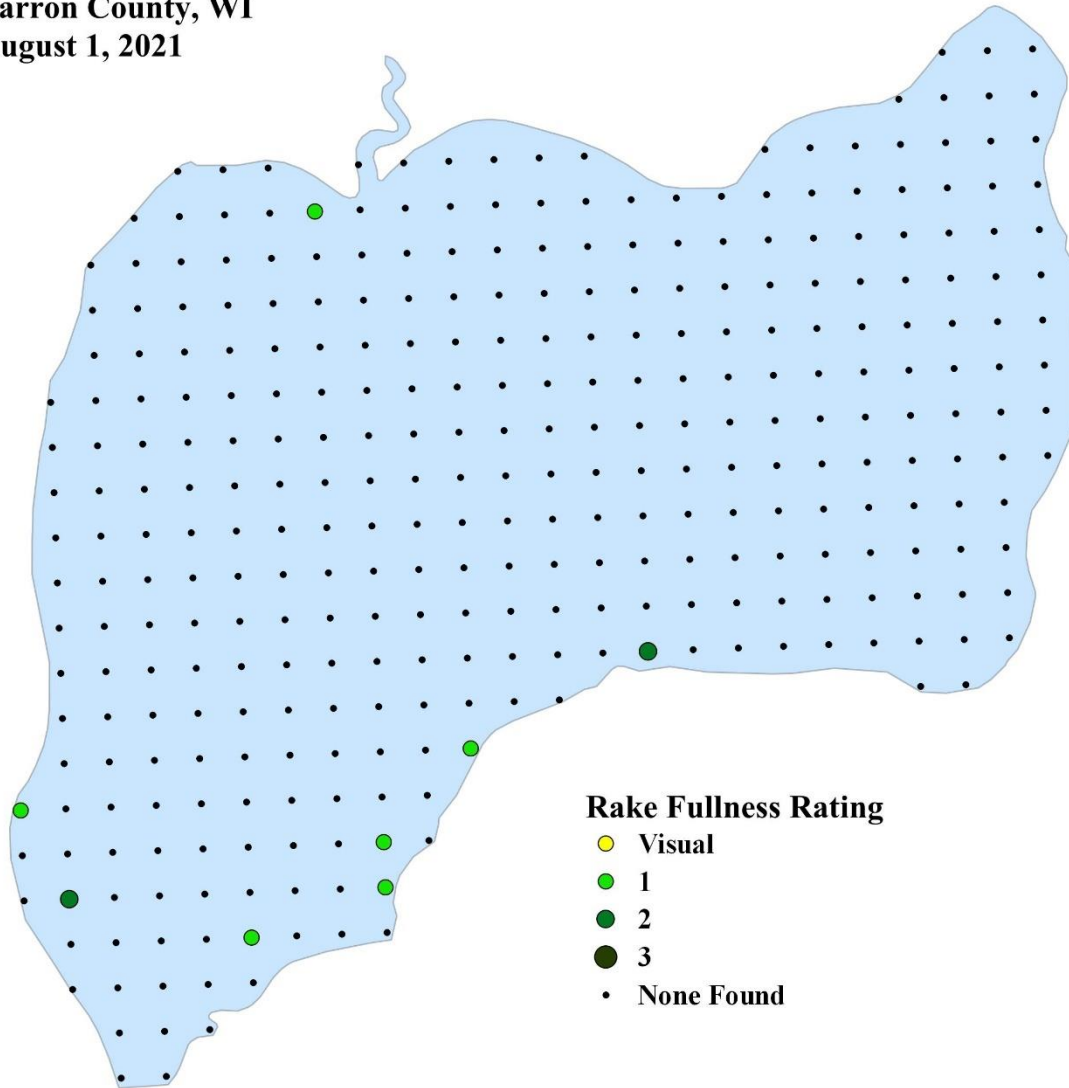 arron County, WI
ugust 1, 2021
Rake Fullness Rating
Visual
1
2
3
None Found